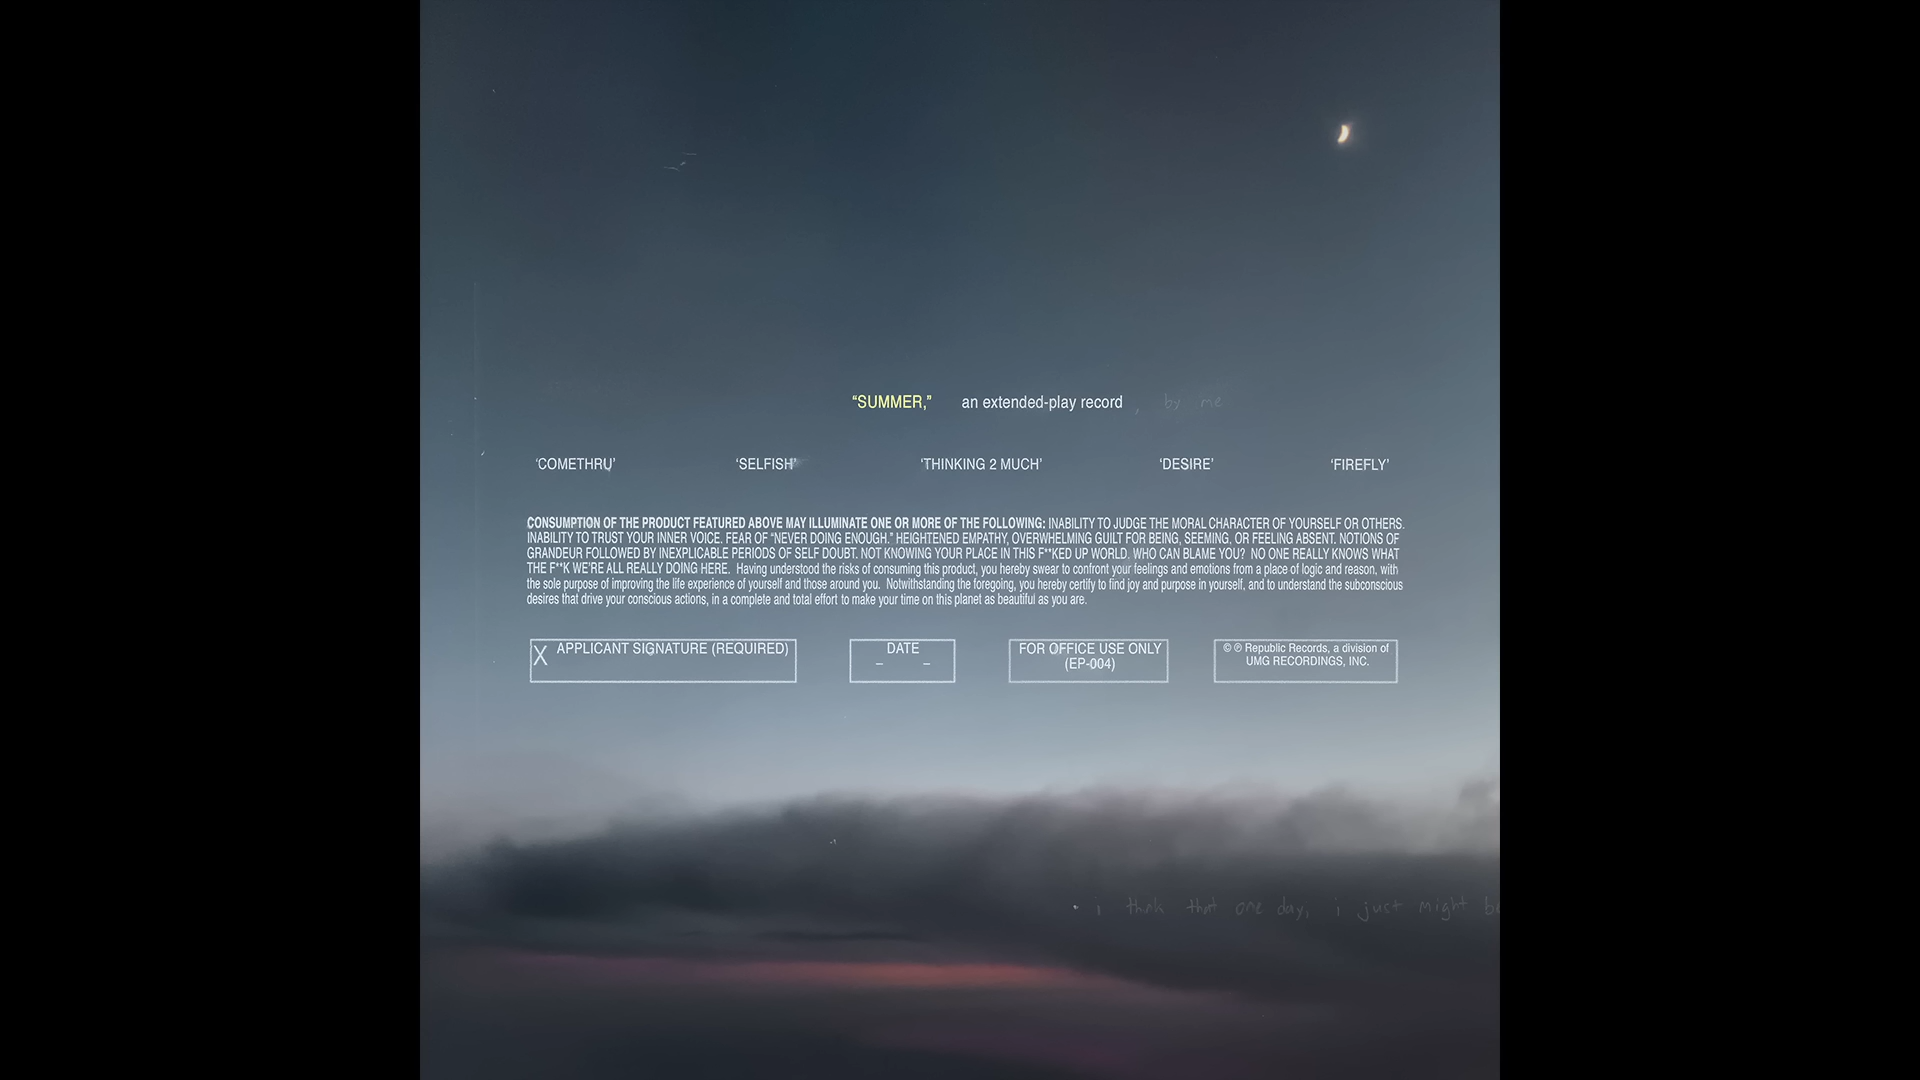 “SUMMER,” an extended-play record, by me
‘COMETHRU’ ‘SELFISH’ ‘THINKING 2 MUCH’ ‘DESIRE’ ‘FIREFLY’
CONSUMPTION OF THE PRODUCT FEATURED ABOVE MAY ILLUMINATE ONE OR MORE OF THE FOLLOWING: INABILITY TO JUDGE THE MORAL CHARACTER OF YOURSELF OR OTHERS.
INABILITY TO TRUST YOUR INNER VOICE. FEAR OF “NEVER DOING ENOUGH.” HEIGHTENED EMPATHY, OVERWHELMING GUILT FOR BEING, SEEMING, OR FEELING ABSENT. NOTIONS OF
GRANDEUR FOLLOWED BY INEXPLICABLE PERIODS OF SELF DOUBT. NOT KNOWING YOUR PLACE IN THIS F**KED UP WORLD. WHO CAN BLAME YOU? NO ONE REALLY KNOWS WHAT
THE F**K WE'RE ALL REALLY DOING HERE. Having understood the risks of consuming this product, you hereby swear to confront your feelings and emotions from a place of logic and reason, with
the sole purpose of improving the life experience of yourself and those around you. Notwithstanding the foregoing, you hereby certify to find joy and purpose in yourself, and to understand the subconscious
desires that drive your conscious actions, in a complete and total effort to make your time on this planet as beautiful as you are.
X APPLICANT SIGNATURE (REQUIRED)
DATE
– –
FOR OFFICE USE ONLY
(EP-004)
© ℗ Republic Records, a division of
UMG RECORDINGS, INC.
i think that one day, i just might be